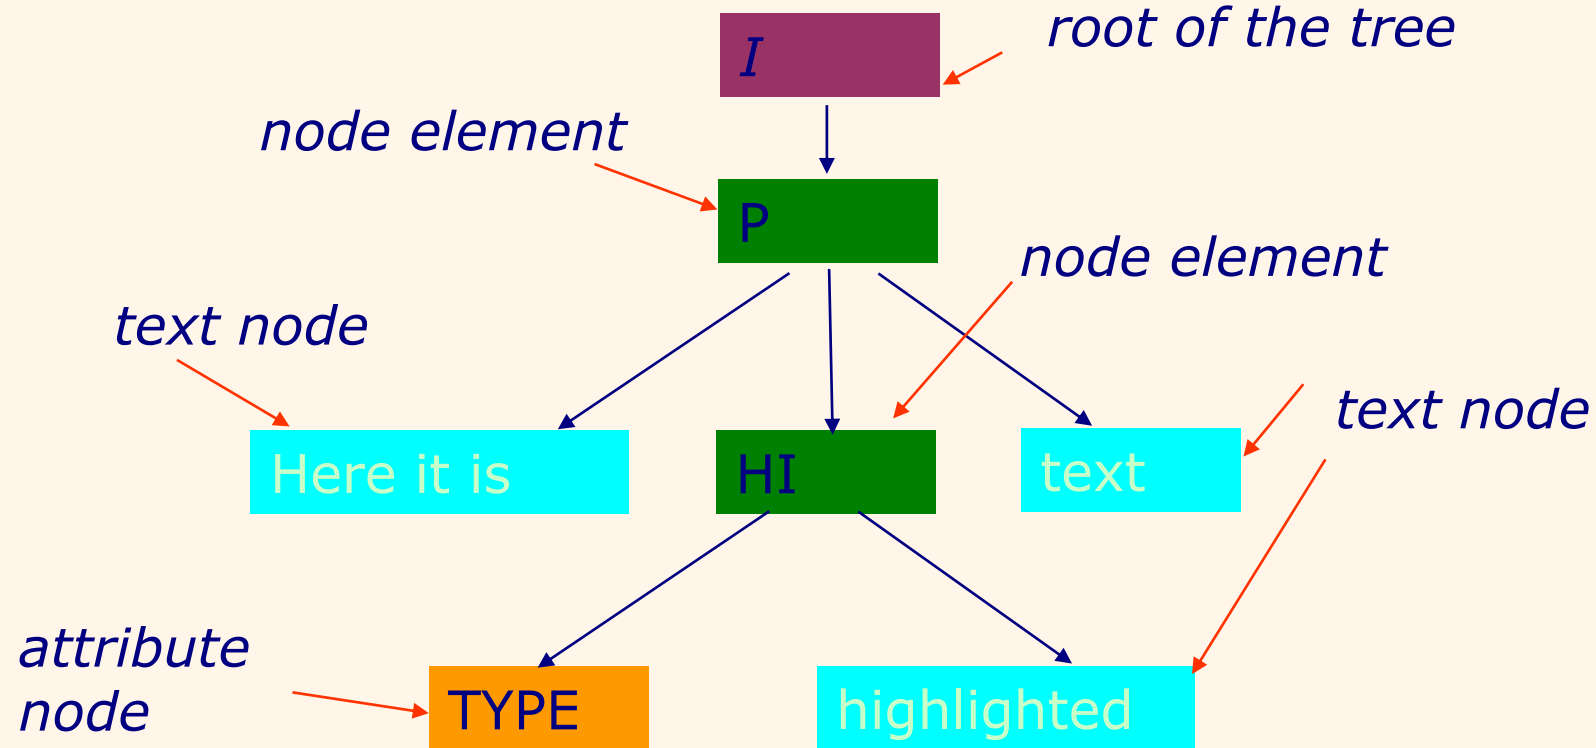 root of the tree
I
node element
P
node element
text node
text node
Here it is
HI
text
attribute
node
TYPE
highlighted